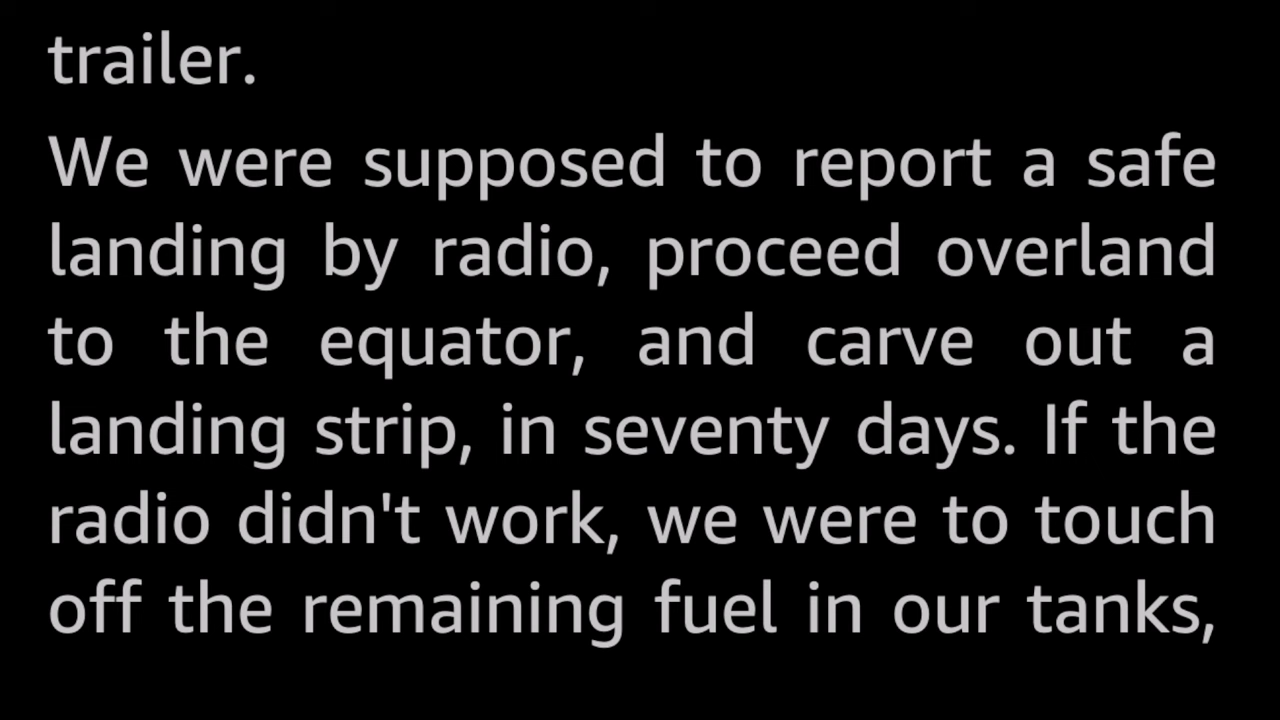 trailer.
We were supposed to report a safe
landing by radio, proceed overland
to the equator, and carve out a
landing strip, in seventy days. If the
radio didn't work, we were to touch
off the remaining fuel in our tanks,